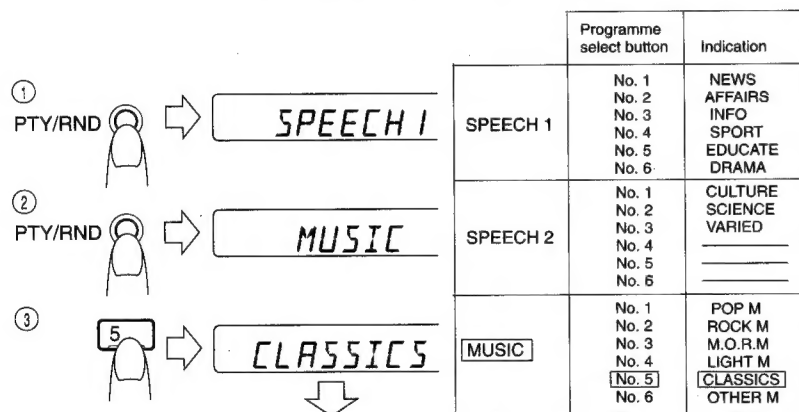 ① PTY/RND SPEECH 1
② PTY/RND MUSIC
③ 5 CLASSICS
Programme select button Indication
SPEECH 1
No. 1 NEWS
No. 2 AFFAIRS
No. 3 INFO
No. 4 SPORT
No. 5 EDUCATE
No. 6 DRAMA
SPEECH 2
No. 1 CULTURE
No. 2 SCIENCE
No. 3 VARIED
No. 4
No. 5
No. 6
MUSIC
No. 1 POP M
No. 2 ROCK M
No. 3 M.O.R.M
No. 4 LIGHT M
No. 5 CLASSICS
No. 6 OTHER M